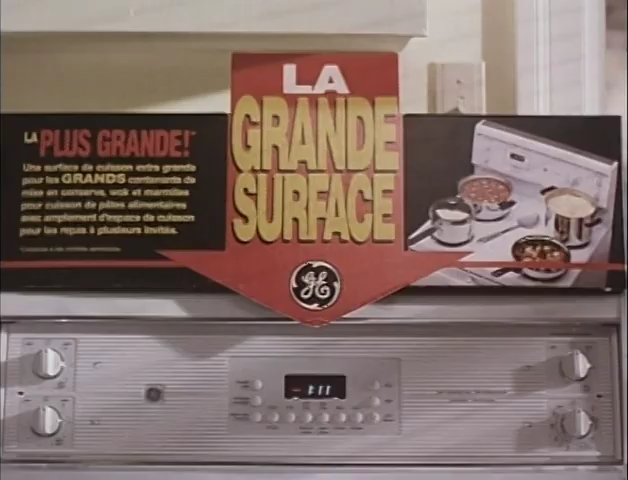 LA
GRANDE
SURFACE
LA PLUS GRANDE!
Une surface de cuisson extra grande
pour les GRANDS contenants de
mise en conserve, wok et marmites
pour cuisson de pâtes alimentaires
avec amplement d'espace de cuisson
pour les repas à plusieurs invités.
GE